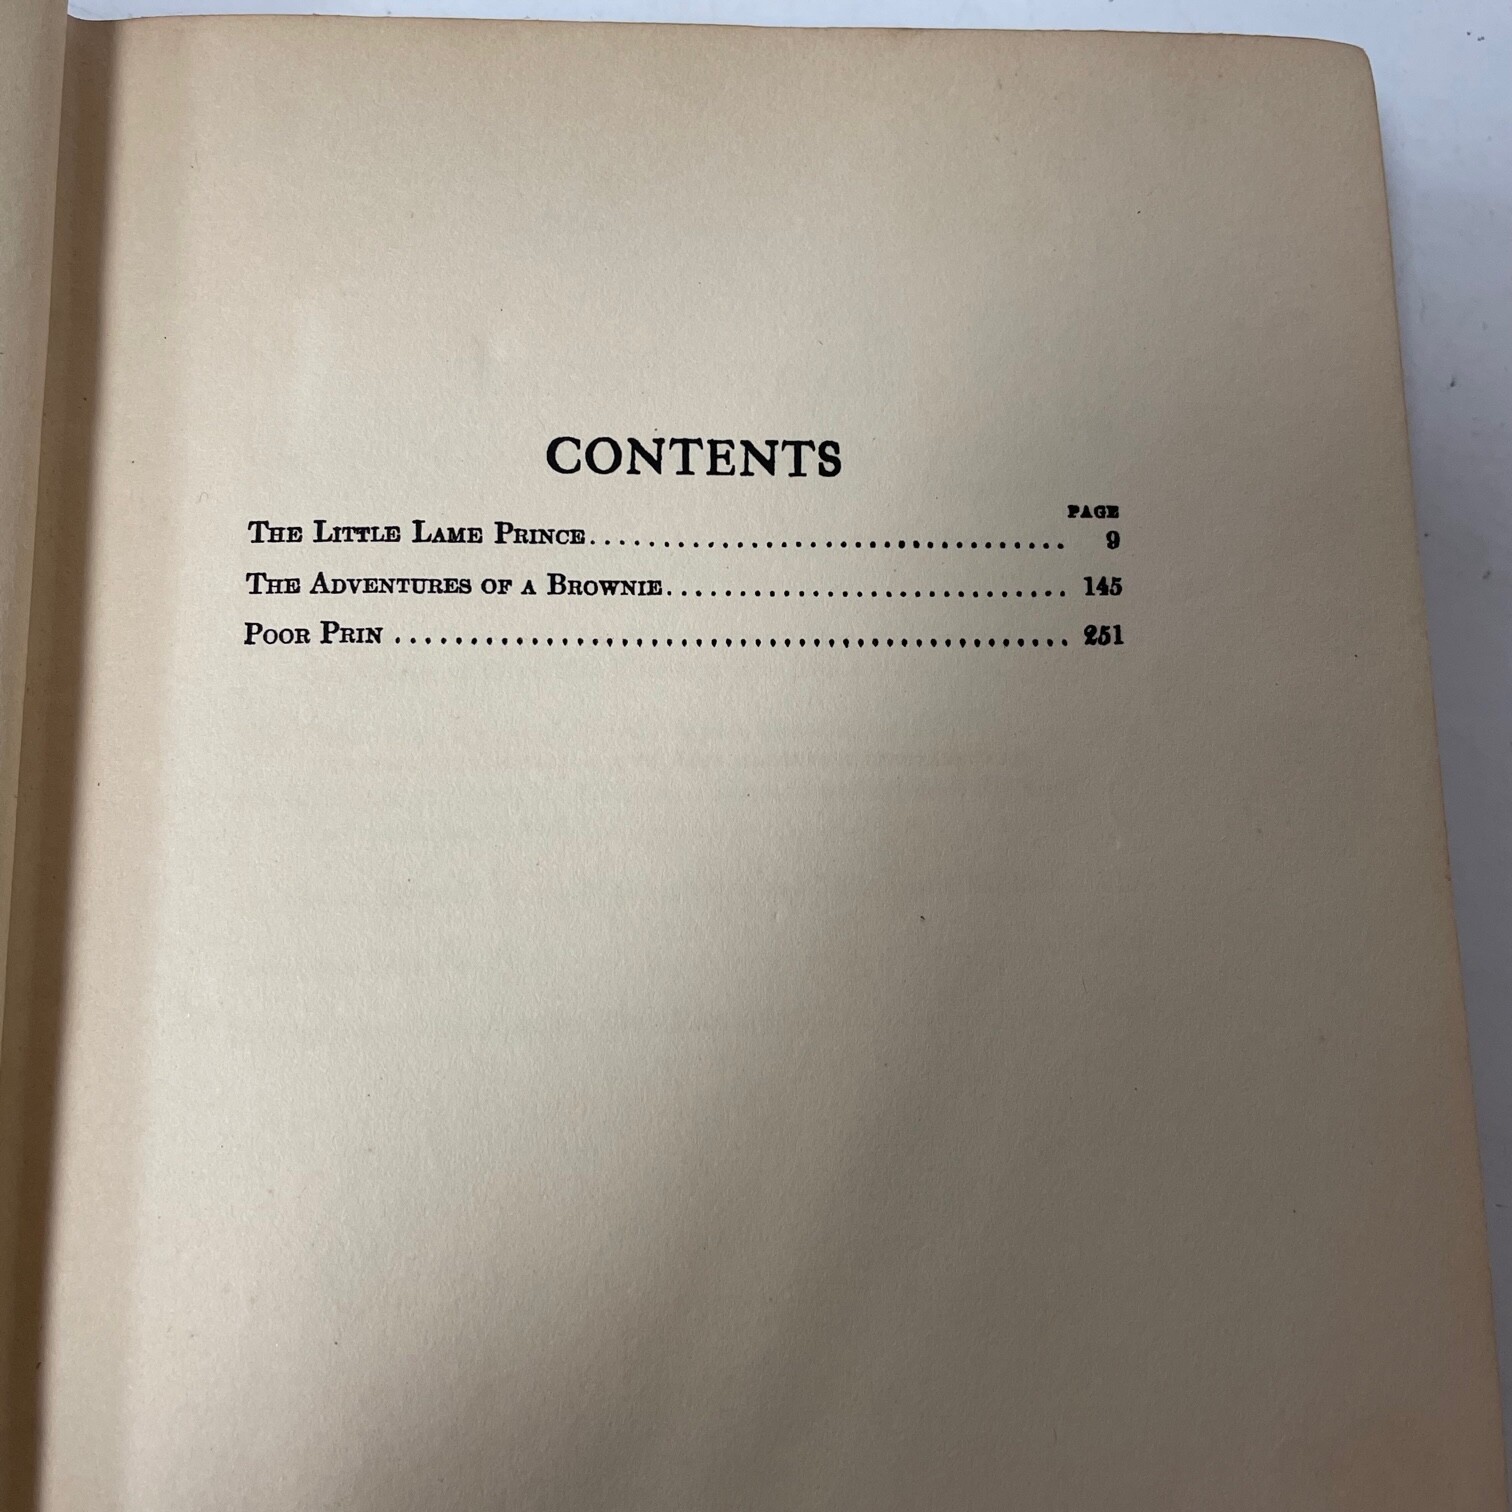 CONTENTS
PAGE
The Little Lame Prince.................................. 9
The Adventures of a Brownie............................ 145
Poor Prin .............................................. 251